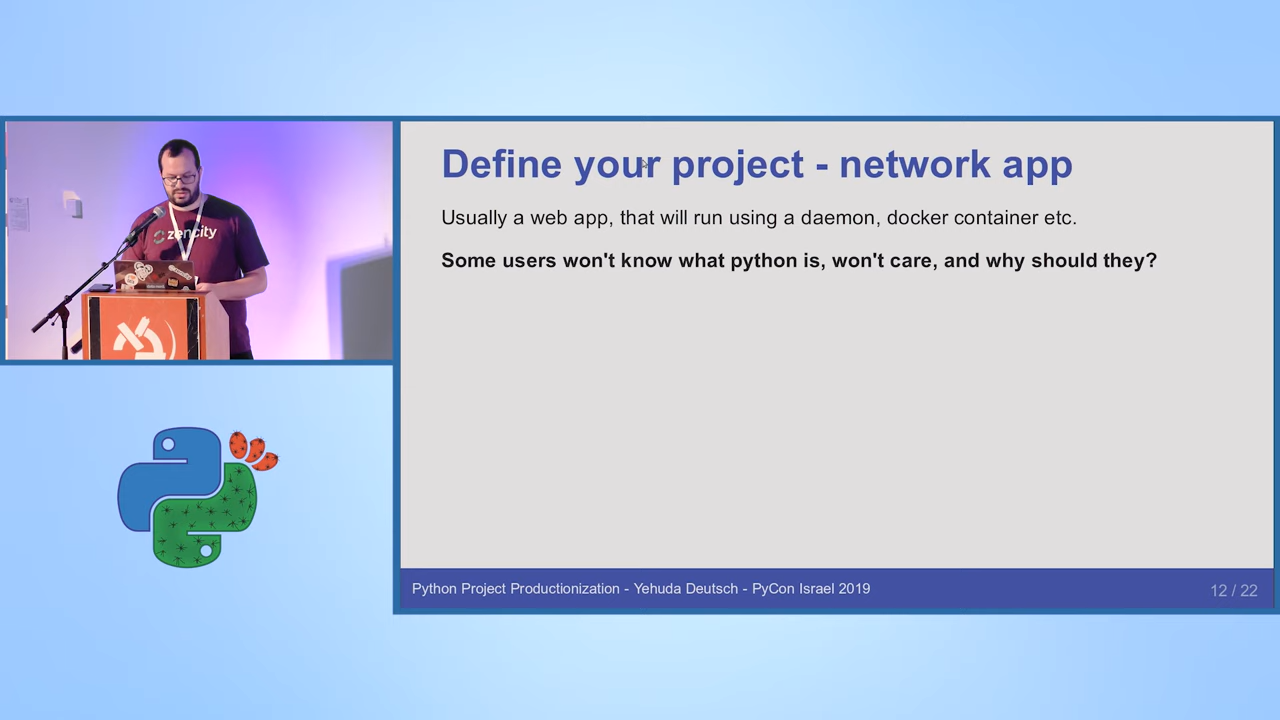 zencity
Define your project - network app
Usually a web app, that will run using a daemon, docker container etc.
Some users won't know what python is, won't care, and why should they?
Python Project Productionization - Yehuda Deutsch - PyCon Israel 2019
12 / 22